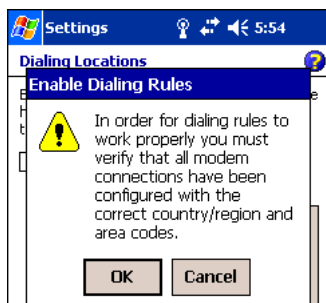 Settings 5:54
Dialing Locations
Enable Dialing Rules
In order for dialing rules to
work properly you must
verify that all modem
connections have been
configured with the
correct country/region and
area codes.
OK Cancel